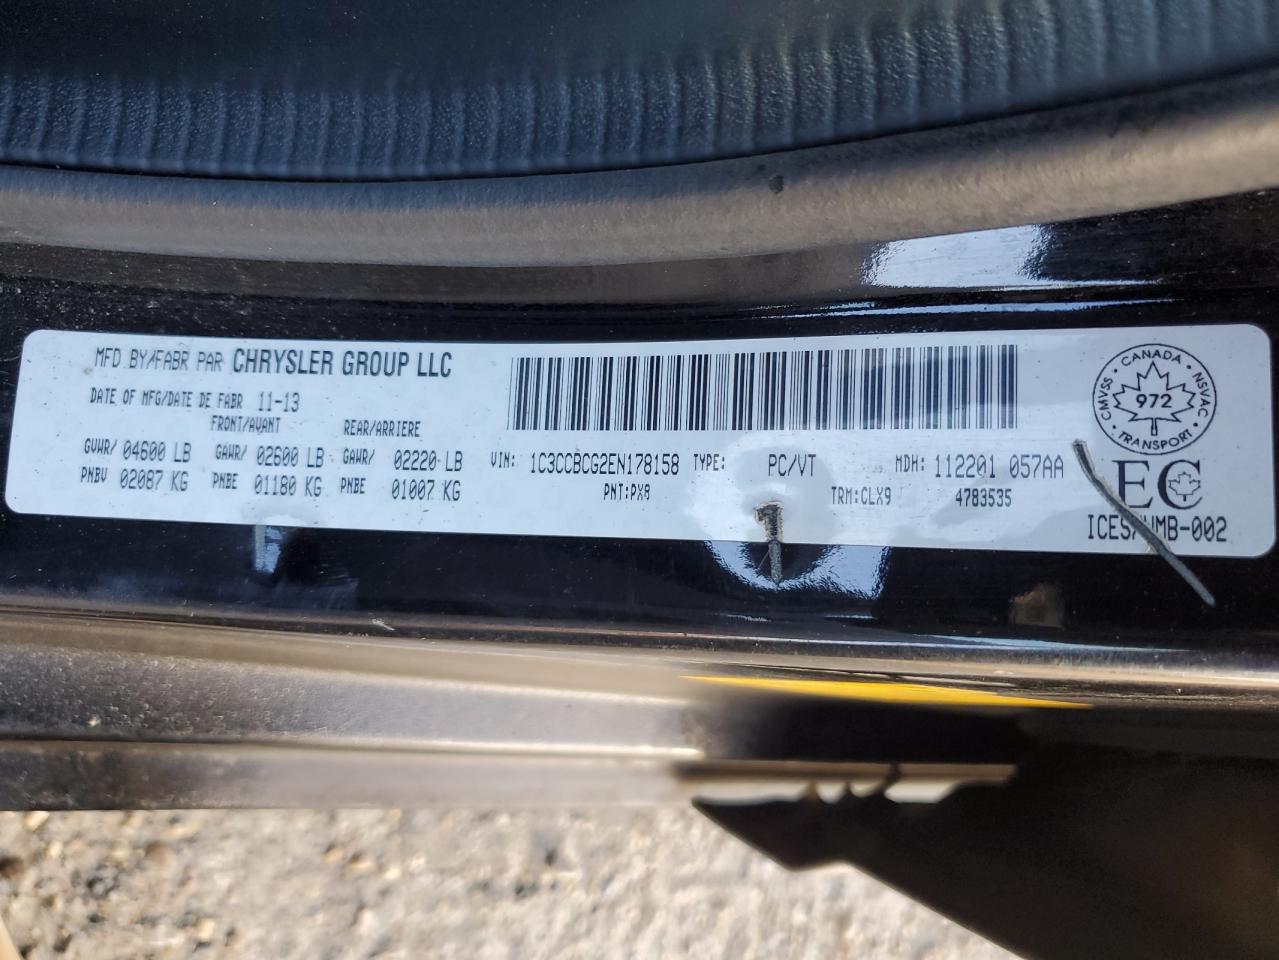 MFD BY/FABR PAR CHRYSLER GROUP LLC
DATE OF MFG/DATE DE FABR 11-13
FRONT/AVANT REAR/ARRIERE
GVWR/ 04600 LB GAWR/ 02600 LB GAWR/ 02220 LB
PNBV 02087 KG PNBE 01180 KG PNBE 01007 KG
VIN: 1C3CCBCG2EN178158 TYPE: PC/VT MDH: 112201 057AA
PNT:PX8 TRM:CLX9 4783535
CANADA
CMVSS 972 NSVAC
TRANSPORT
EC
ICES/NMB-002